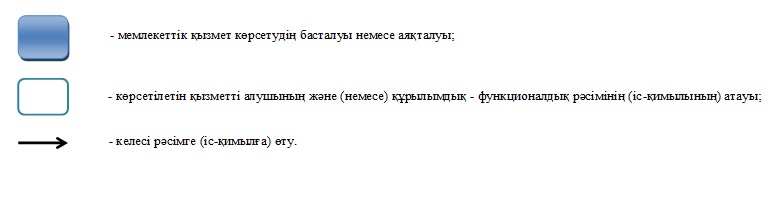 - мемлекеттік қызмет көрсетудің басталуы немесе аяқталуы;
- көрсетілетін қызметті алушының және (немесе) құрылымдық - функционалдық рәсімінің (іс-қимылының) атауы;
- келесі рәсімге (іс-қимылға) өту.